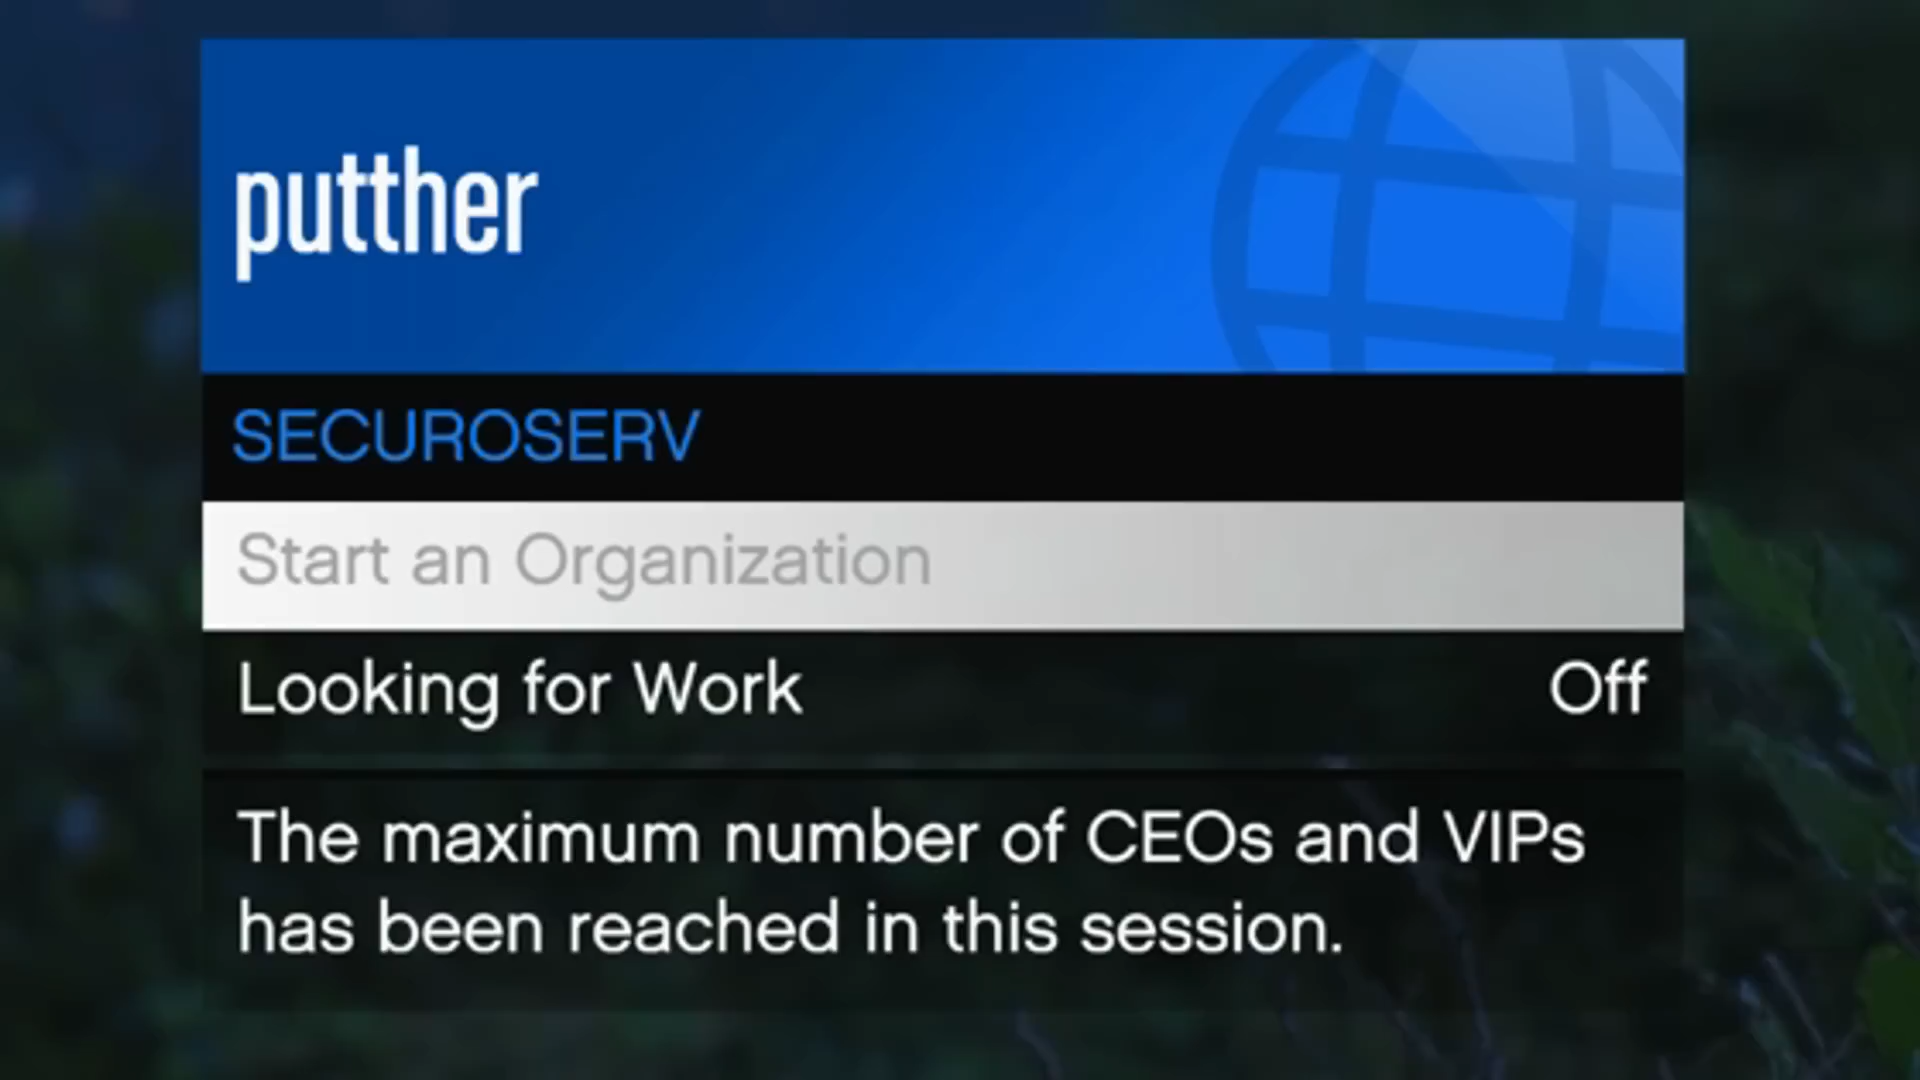 putther
SECUROSERV
Start an Organization
Looking for Work Off
The maximum number of CEOs and VIPs
has been reached in this session.